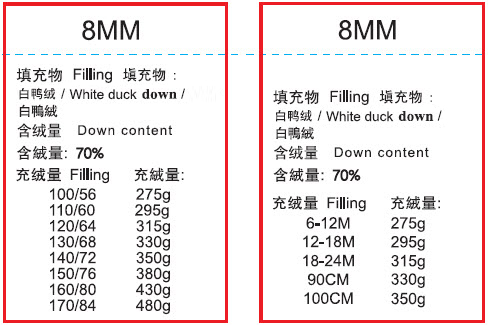 8MM
填充物 Filling 塡充物：
白鸭绒 / White duck down /
白鴨絨
含绒量 Down content
含絨量: 70%
充绒量 Filling 充絨量:
100/56 275g
110/60 295g
120/64 315g
130/68 330g
140/72 350g
150/76 380g
160/80 430g
170/84 480g
8MM
填充物 Filling 塡充物：
白鸭绒 / White duck down /
白鴨絨
含绒量 Down content
含絨量: 70%
充绒量 Filling 充絨量:
6-12M 275g
12-18M 295g
18-24M 315g
90CM 330g
100CM 350g